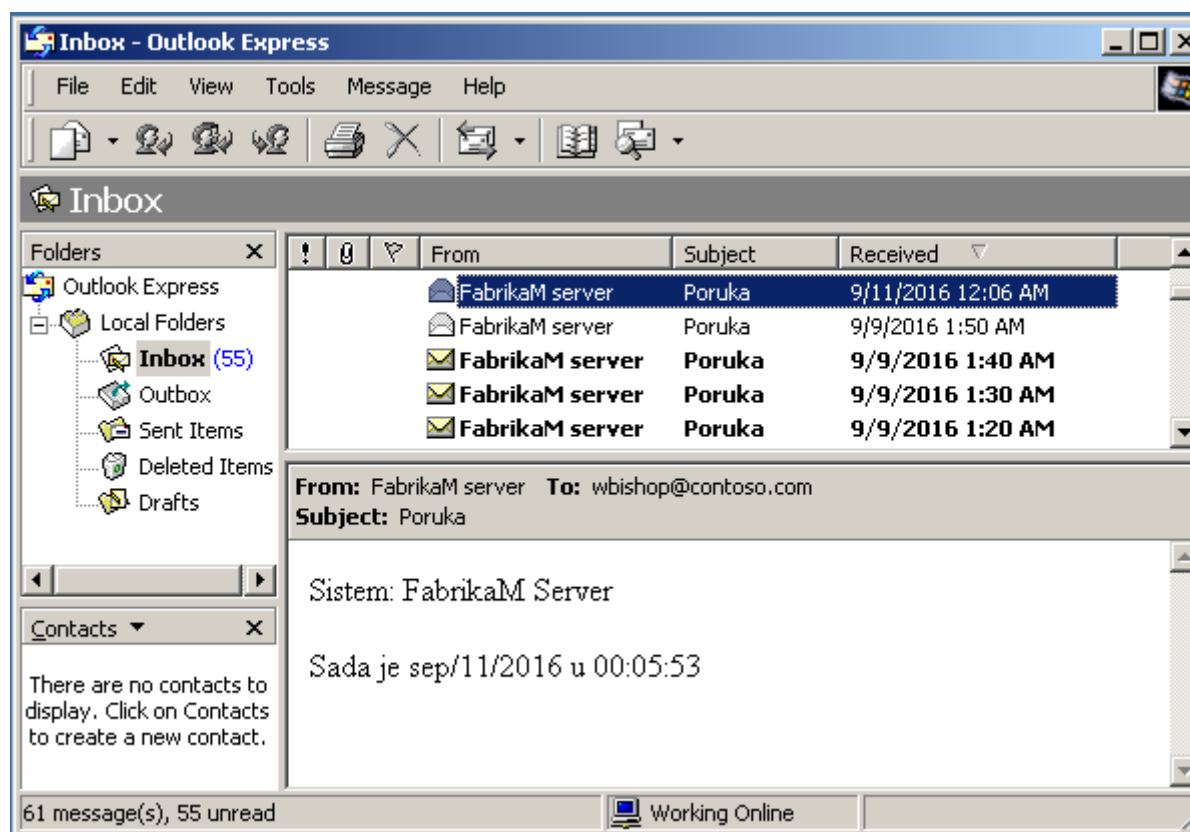 Inbox - Outlook Express
File Edit View Tools Message Help
Inbox
Folders
Outlook Express
Local Folders
Inbox (55)
Outbox
Sent Items
Deleted Items
Drafts
Contacts
There are no contacts to
display. Click on Contacts
to create a new contact.
! From Subject Received
FabrikaM server Poruka 9/11/2016 12:06 AM
FabrikaM server Poruka 9/9/2016 1:50 AM
FabrikaM server Poruka 9/9/2016 1:40 AM
FabrikaM server Poruka 9/9/2016 1:30 AM
FabrikaM server Poruka 9/9/2016 1:20 AM
From: FabrikaM server To: wbishop@contoso.com
Subject: Poruka
Sistem: FabrikaM Server
Sada je sep/11/2016 u 00:05:53
61 message(s), 55 unread Working Online